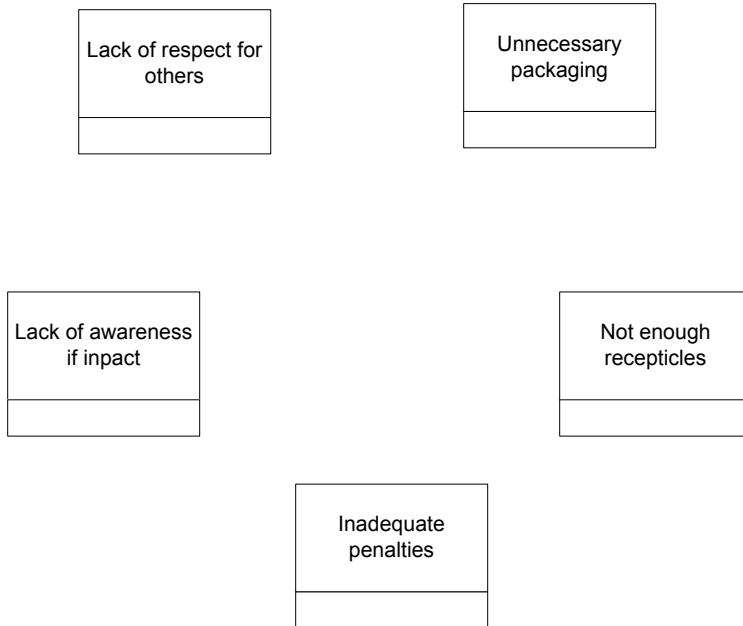 Lack of respect for
others
Unnecessary
packaging
Lack of awareness
if inpact
Not enough
recepticles
Inadequate
penalties